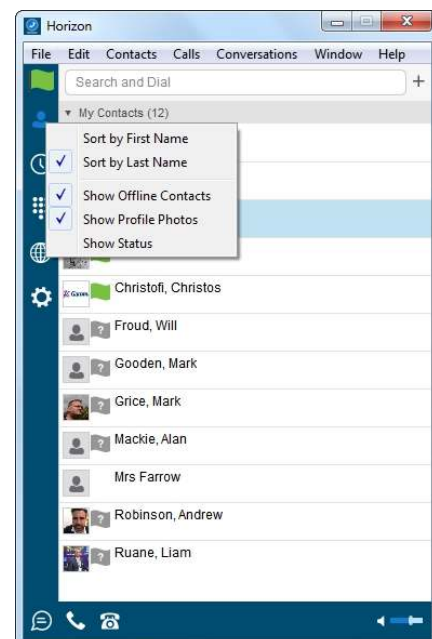 Horizon
File Edit Contacts Calls Conversations Window Help
Search and Dial
My Contacts (12)
Sort by First Name
Sort by Last Name
Show Offline Contacts
Show Profile Photos
Show Status
Christofi, Christos
Froud, Will
Gooden, Mark
Grice, Mark
Mackie, Alan
Mrs Farrow
Robinson, Andrew
Ruane, Liam